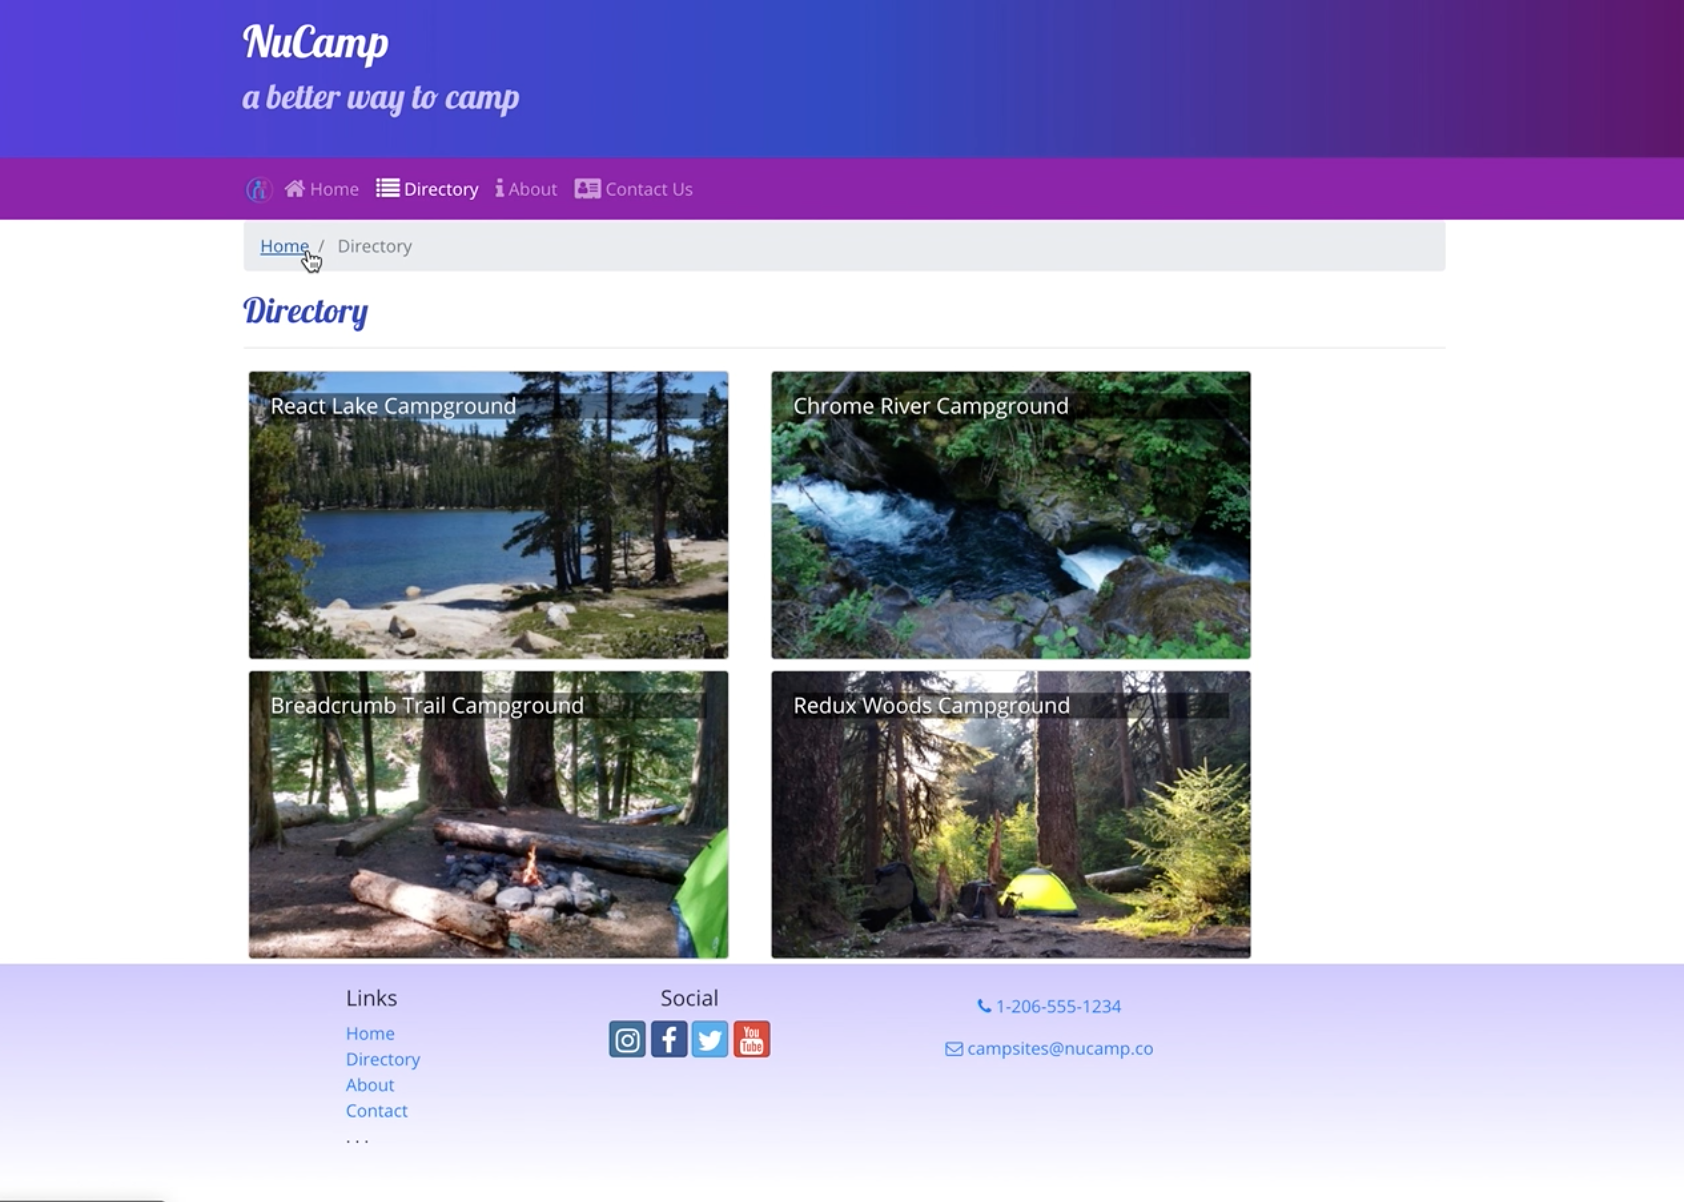 NuCamp
a better way to camp
Home Directory About Contact Us
Home / Directory
Directory
React Lake Campground
Chrome River Campground
Breadcrumb Trail Campground
Redux Woods Campground
Links
Home
Directory
About
Contact
. . .
Social
You
Tube
1-206-555-1234
campsites@nucamp.co